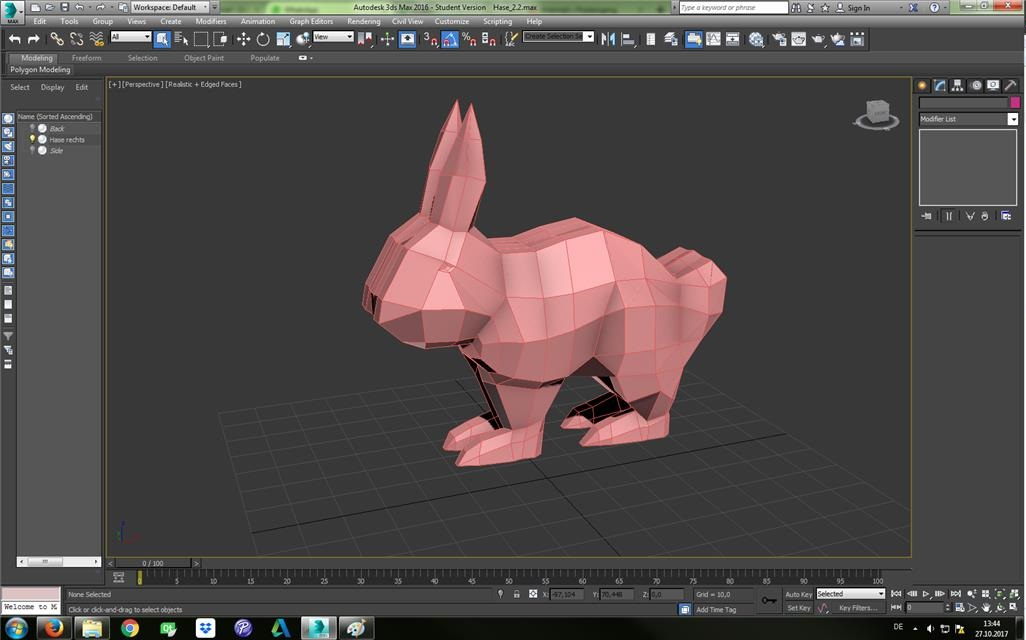 Workspace: Default
Autodesk 3ds Max 2016 - Student Version Hase_2.2.max
Type a keyword or phrase
Sign In
MAX
Edit Tools Group Views Create Modifiers Animation Graph Editors Rendering Civil View Customize Scripting Help
All
View
3
Create Selection Se
Modeling Freeform Selection Object Paint Populate
Polygon Modeling
Select Display Edit
[+] [Perspective] [Realistic + Edged Faces]
Name (Sorted Ascending)
Back
Hase rechts
Side
Modifier List
0 / 100
0 5 10 15 20 25 30 35 40 45 50 55 60 65 70 75 80 85 90 95 100
None Selected
X: -97,104 Y: 70,448 Z: 0,0
Grid = 10,0
Auto Key Selected
Welcome to M
Click or click-and-drag to select objects
Add Time Tag
Set Key
Key Filters...
0
DE
13:44
27.10.2017